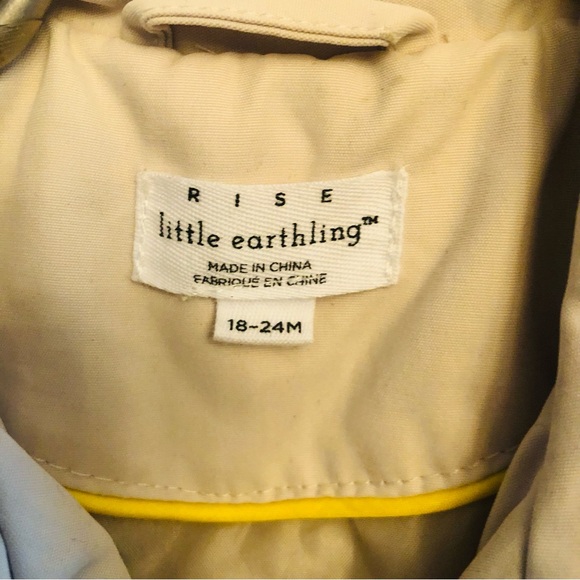 RISE
little earthling™
MADE IN CHINA
FABRIQUÉ EN CHINE
18-24M